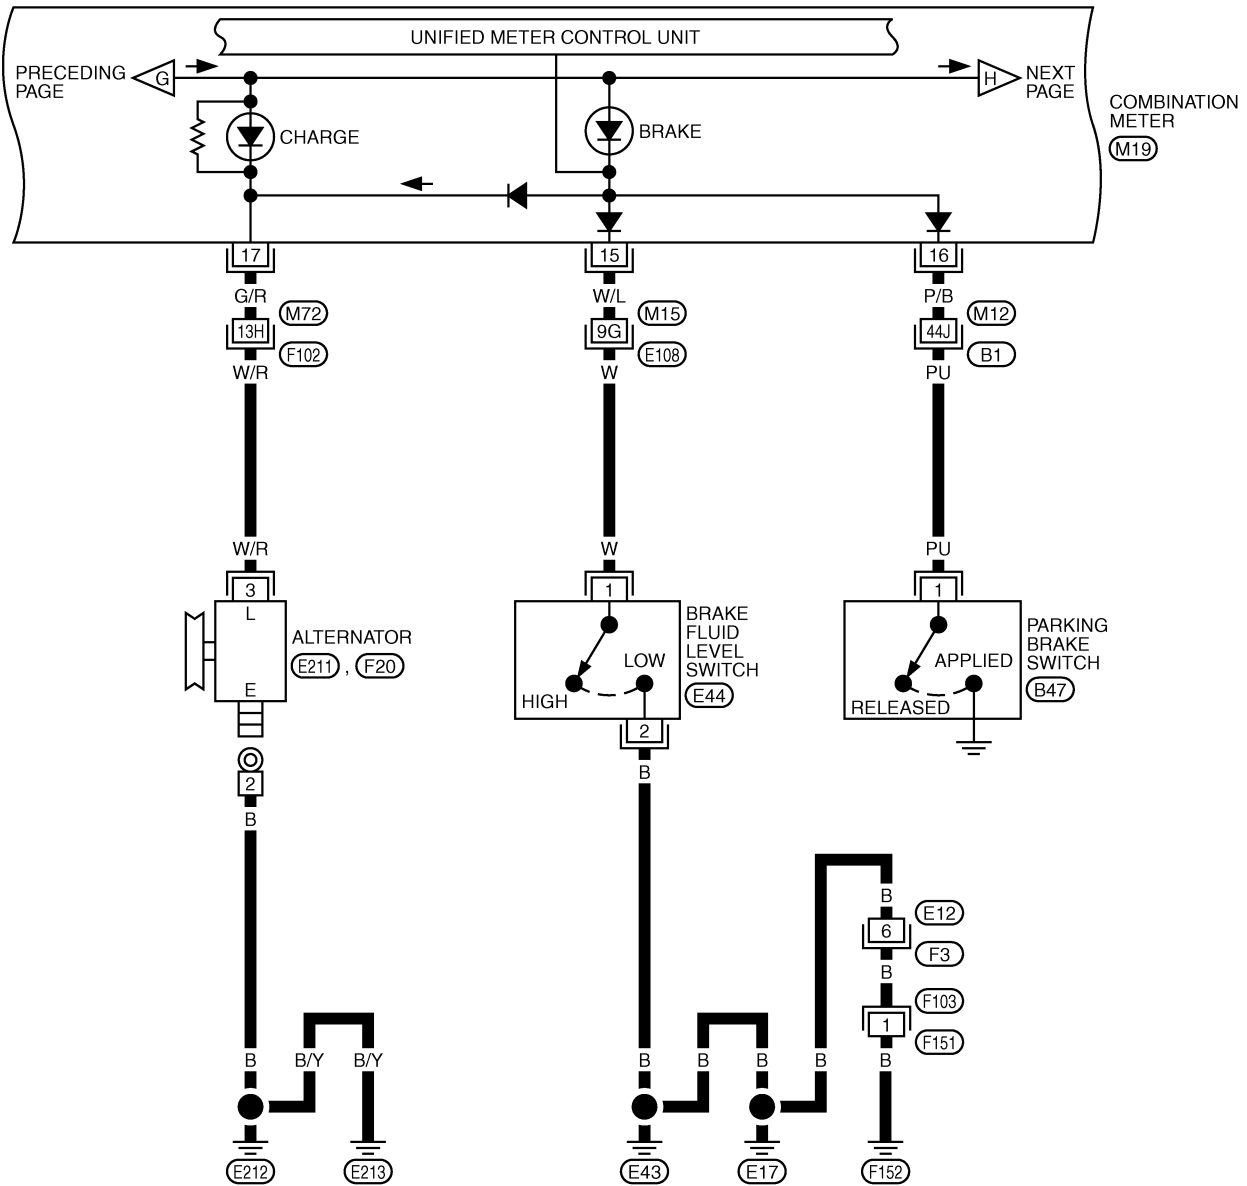 UNIFIED METER CONTROL UNIT
PRECEDING
PAGE
G
H
NEXT
PAGE
COMBINATION
METER
M19
CHARGE
BRAKE
17
15
16
G/R
W/L
P/B
M72
M15
M12
13H
9G
44J
F102
E108
B1
W/R
W
PU
W/R
W
PU
3
1
1
L
E
ALTERNATOR
E211 , F20
BRAKE
FLUID
LEVEL
SWITCH
E44
LOW
HIGH
PARKING
BRAKE
SWITCH
B47
APPLIED
RELEASED
2
B
2
B
B
E12
6
F3
B
F103
1
F151
B
B/Y
B/Y
B
B
B
B
B
E212
E213
E43
E17
F152